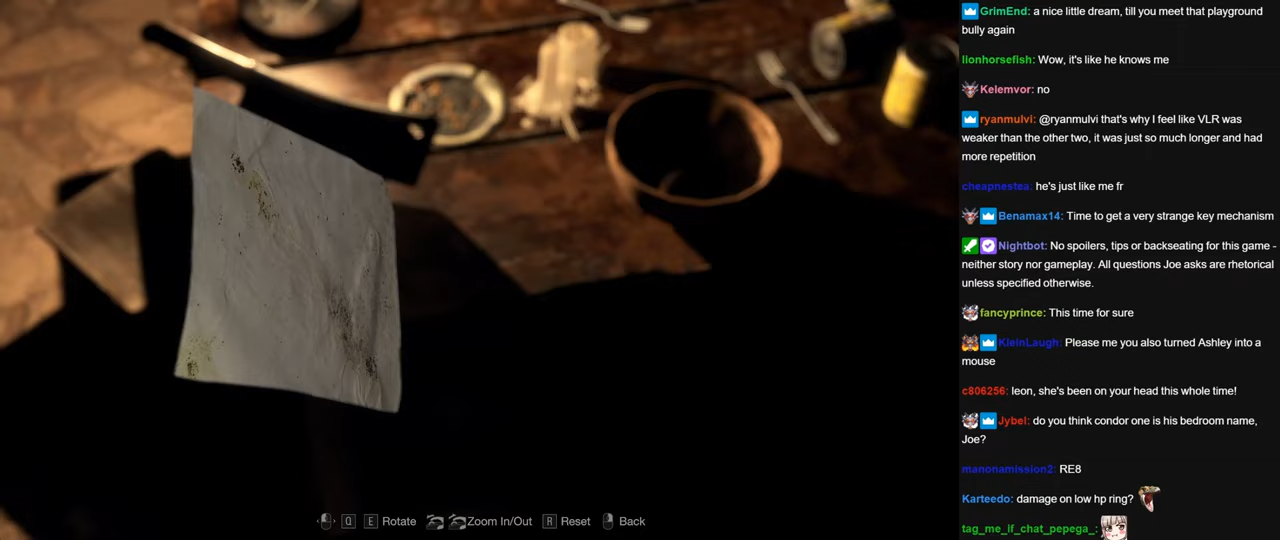 Q E Rotate Zoom In/Out R Reset Back
GrimEnd: a nice little dream, till you meet that playground
bully again
lionhorsefish: Wow, it's like he knows me
Kelemvor: no
ryanmulvi: @ryanmulvi that's why I feel like VLR was
weaker than the other two, it was just so much longer and had
more repetition
cheapnestea: he's just like me fr
Benamax14: Time to get a very strange key mechanism
Nightbot: No spoilers, tips or backseating for this game -
neither story nor gameplay. All questions Joe asks are rhetorical
unless specified otherwise.
fancyprince: This time for sure
KleinLaugh: Please me you also turned Ashley into a
mouse
c806256: leon, she's been on your head this whole time!
Jybel: do you think condor one is his bedroom name,
Joe?
manonamission2: RE8
Karteedo: damage on low hp ring?
tag_me_if_chat_pepega_: